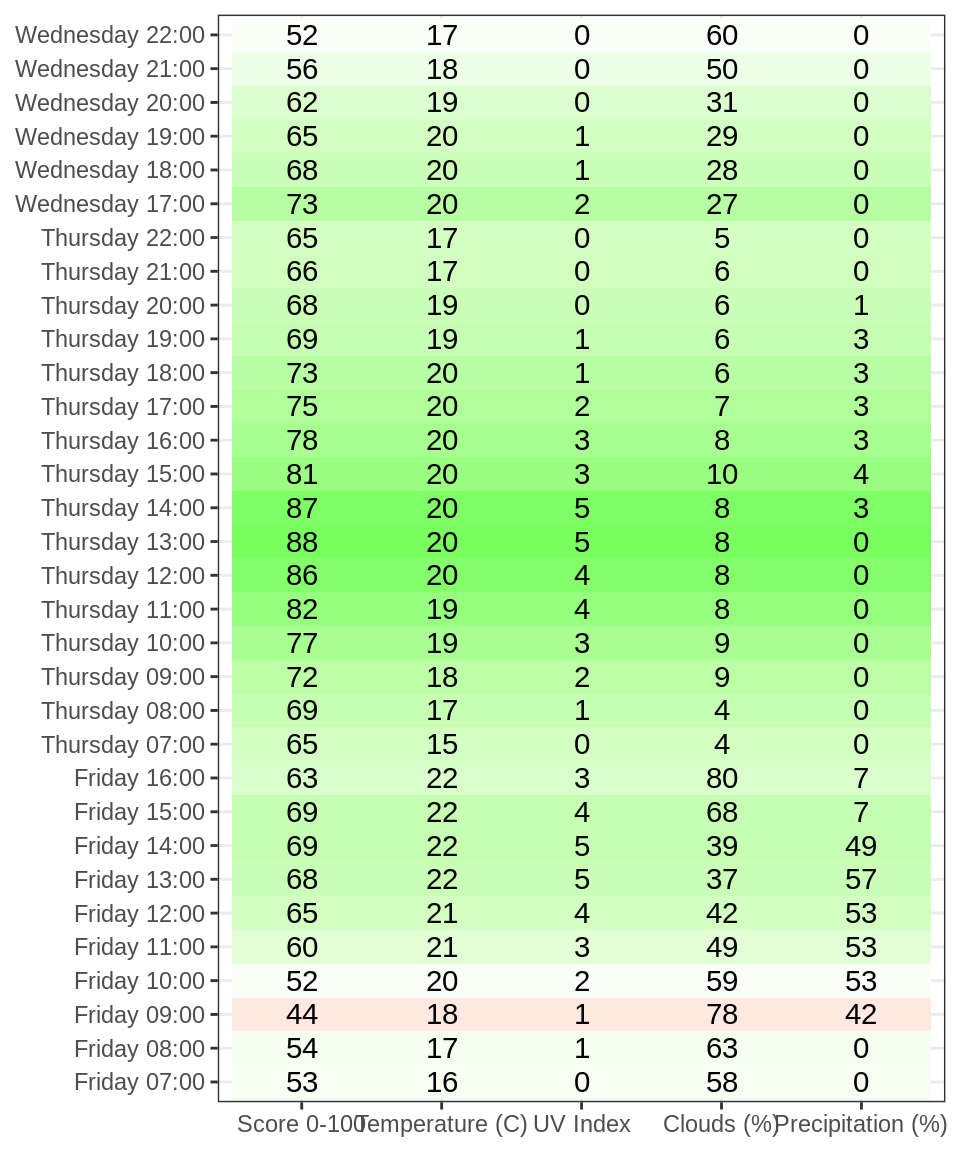 Wednesday 22:00 52 17 0 60 0
Wednesday 21:00 56 18 0 50 0
Wednesday 20:00 62 19 0 31 0
Wednesday 19:00 65 20 1 29 0
Wednesday 18:00 68 20 1 28 0
Wednesday 17:00 73 20 2 27 0
Thursday 22:00 65 17 0 5 0
Thursday 21:00 66 17 0 6 0
Thursday 20:00 68 19 0 6 1
Thursday 19:00 69 19 1 6 3
Thursday 18:00 73 20 1 6 3
Thursday 17:00 75 20 2 7 3
Thursday 16:00 78 20 3 8 3
Thursday 15:00 81 20 3 10 4
Thursday 14:00 87 20 5 8 3
Thursday 13:00 88 20 5 8 0
Thursday 12:00 86 20 4 8 0
Thursday 11:00 82 19 4 8 0
Thursday 10:00 77 19 3 9 0
Thursday 09:00 72 18 2 9 0
Thursday 08:00 69 17 1 4 0
Thursday 07:00 65 15 0 4 0
Friday 16:00 63 22 3 80 7
Friday 15:00 69 22 4 68 7
Friday 14:00 69 22 5 39 49
Friday 13:00 68 22 5 37 57
Friday 12:00 65 21 4 42 53
Friday 11:00 60 21 3 49 53
Friday 10:00 52 20 2 59 53
Friday 09:00 44 18 1 78 42
Friday 08:00 54 17 1 63 0
Friday 07:00 53 16 0 58 0
Score 0-100 Temperature (C) UV Index Clouds (%) Precipitation (%)